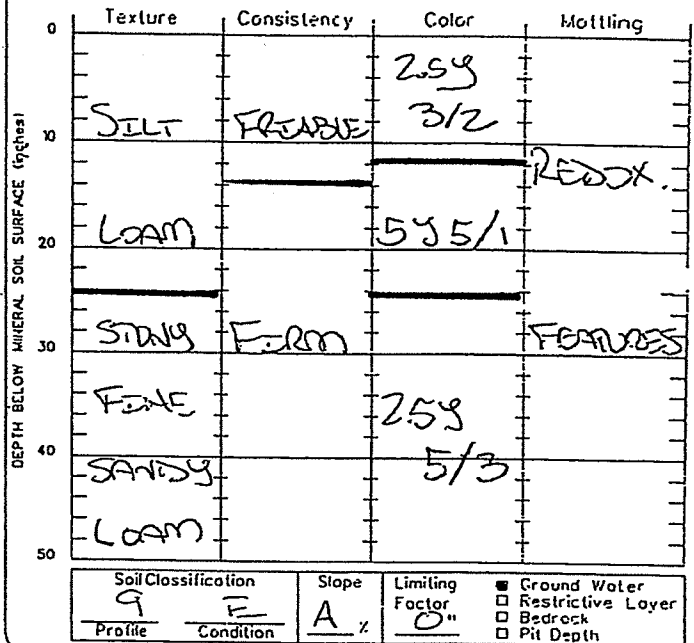 Texture Consistency Color Mottling
DEPTH BELOW MINERAL SOIL SURFACE (inches)
0
2.5Y
SILT FRIABLE 3/2
10
REDOX.
LOAM 5Y 5/1
20
STONY FIRM FEATURES
30
FINE 2.5Y
40
SANDY 5/3
LOAM
50
Soil Classification Slope Limiting ■ Ground Water
9 E A % Factor □ Restrictive Layer
Profile Condition 0" □ Bedrock
□ Pit Depth